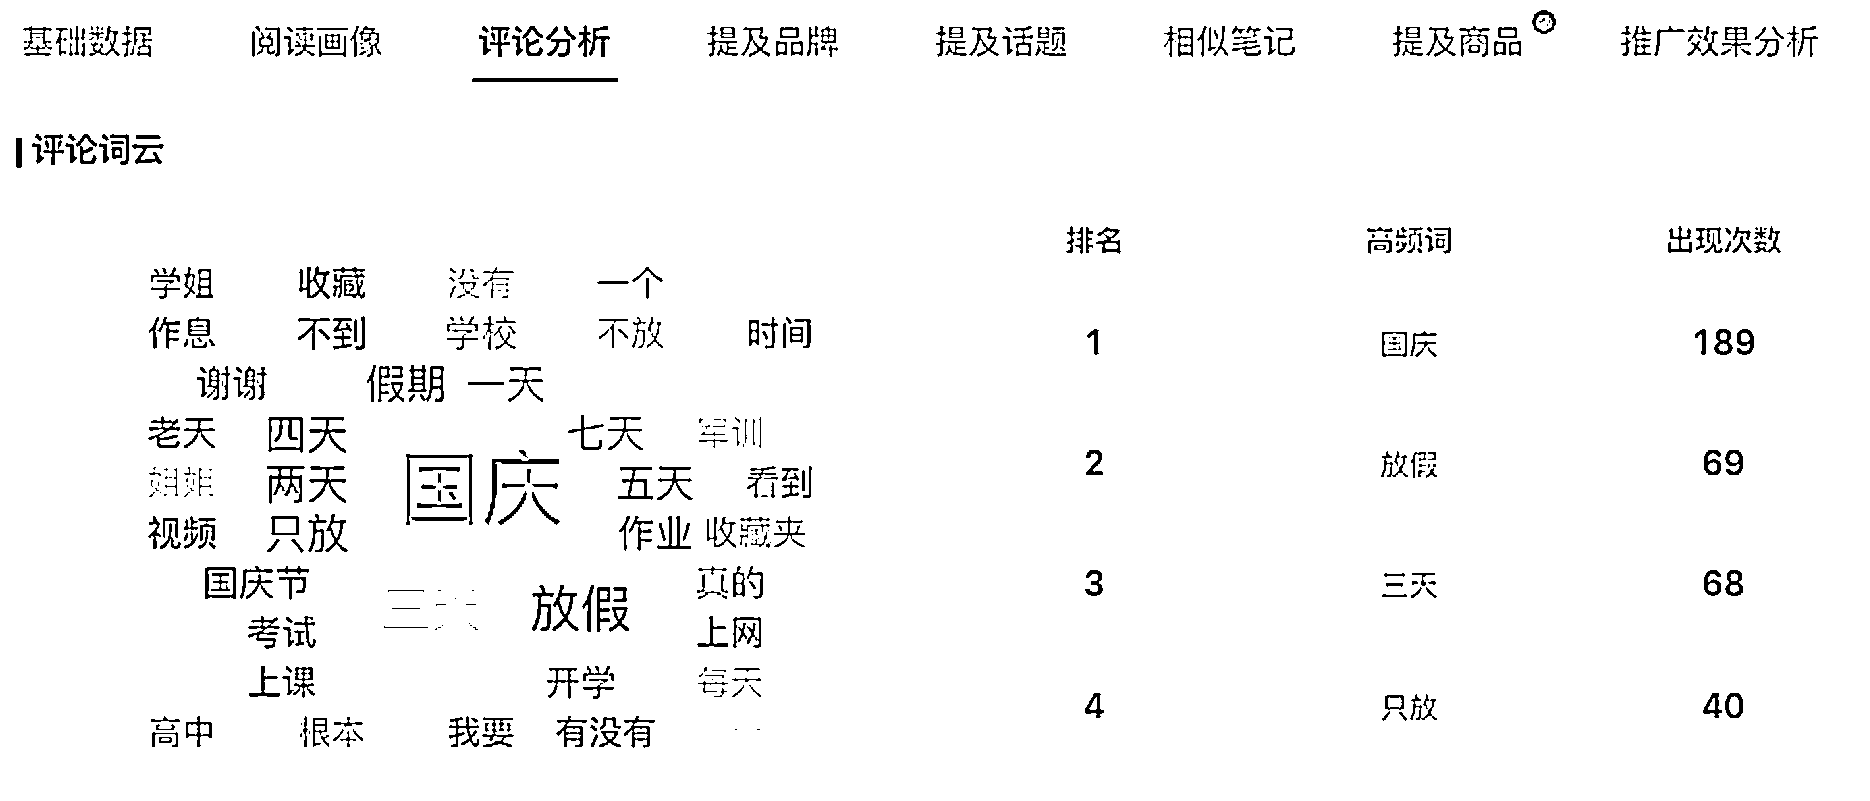 基础数据 阅读画像 评论分析 提及品牌 提及话题 相似笔记 提及商品 推广效果分析
评论词云
学姐 收藏 没有 一个
作息 不到 学校 不放 时间
谢谢 假期 一天
老天 四天 七天 军训
国庆
姐姐 两天 五天 看到
视频 只放 作业 收藏夹
国庆节 三天 放假 真的
考试 上网
上课 开学 每天
高中 根本 我要 有没有
排名 高频词 出现次数
1 国庆 189
2 放假 69
3 三天 68
4 只放 40